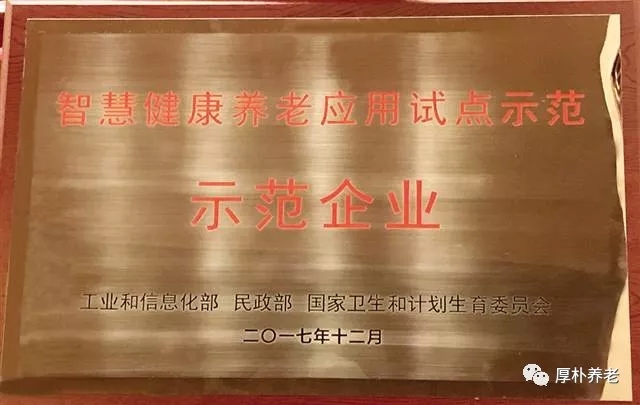 智慧健康养老应用试点示范
示范企业
工业和信息化部 民政部 国家卫生和计划生育委员会
二〇一七年十二月
厚朴养老